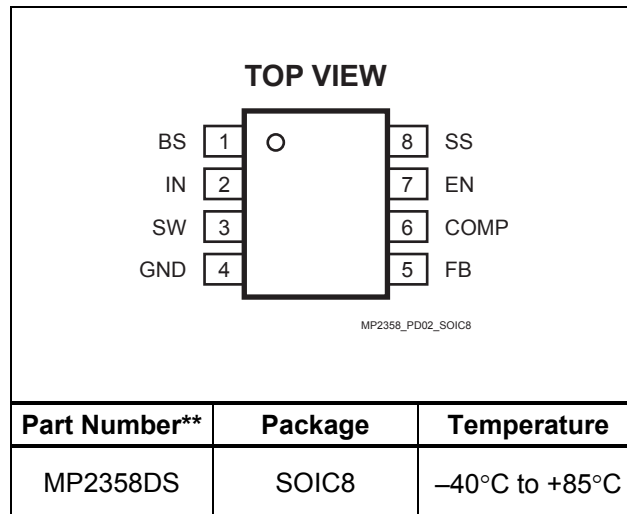 TOP VIEW
BS 1 8 SS
IN 2 7 EN
SW 3 6 COMP
GND 4 5 FB
MP2358_PD02_SOIC8
Part Number** Package Temperature
MP2358DS SOIC8 –40°C to +85°C